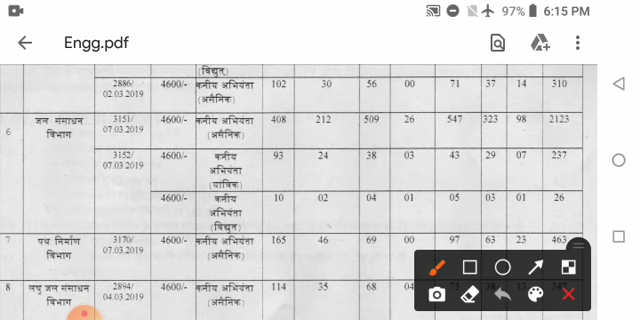 97% 6:15 PM
Engg.pdf
(विद्युत)
2886/ 4600/- कनीय अभियंता 102 30 56 00 71 37 14 310
02.03.2019 (असैनिक)
6 जल संसाधन 3151/ 4600/- कनीय अभियंता 408 212 509 26 547 323 98 2123
विभाग 07.03.2019 (असैनिक)
3152/ 4600/- कनीय 93 24 38 03 43 29 07 237
07.03.2019 अभियंता
(यांत्रिक)
4600/- कनीय 10 02 04 01 05 03 01 26
अभियंता
(विद्युत)
7 पथ निर्माण 3170/ 4600/- कनीय अभियंता 165 46 69 00 97 63 23 463
विभाग 07.03.2019 (असैनिक)
8 लघु जल संसाधन 2894/ 4600/- कनीय अभियंता 114 35 68 04
विभाग 04.03.2019 (असैनिक)